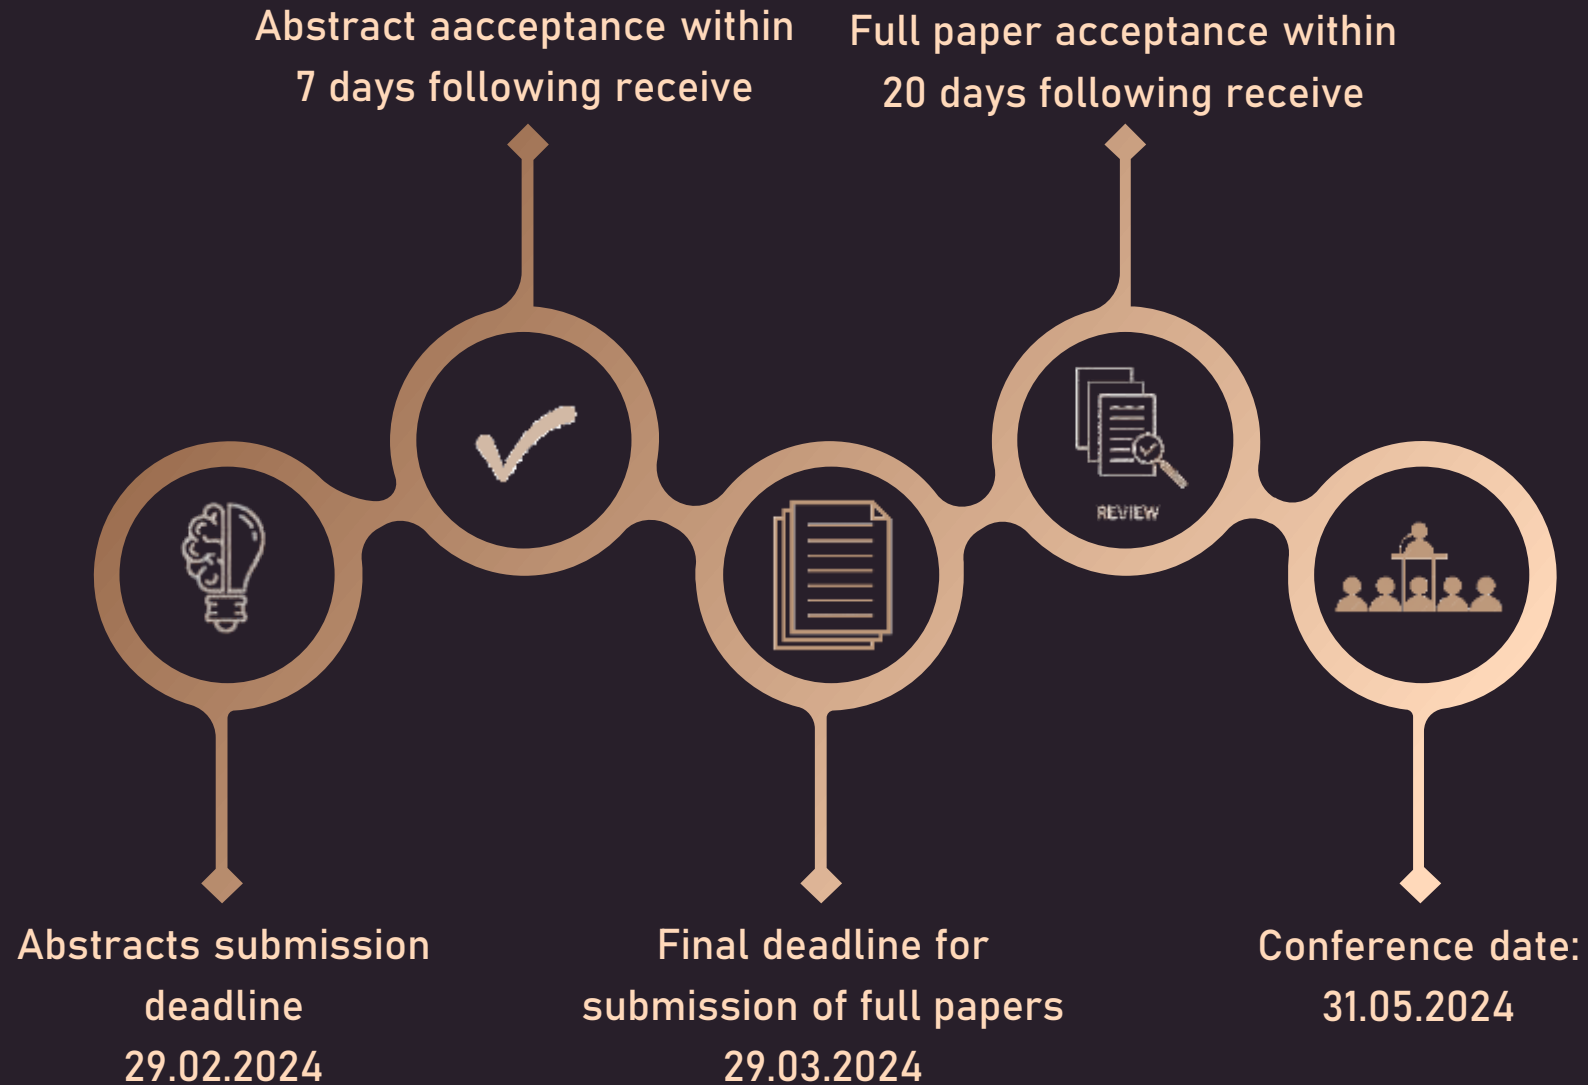 Abstract aacceptance within
7 days following receive
Full paper acceptance within
20 days following receive
REVIEW
Abstracts submission
deadline
29.02.2024
Final deadline for
submission of full papers
29.03.2024
Conference date:
31.05.2024